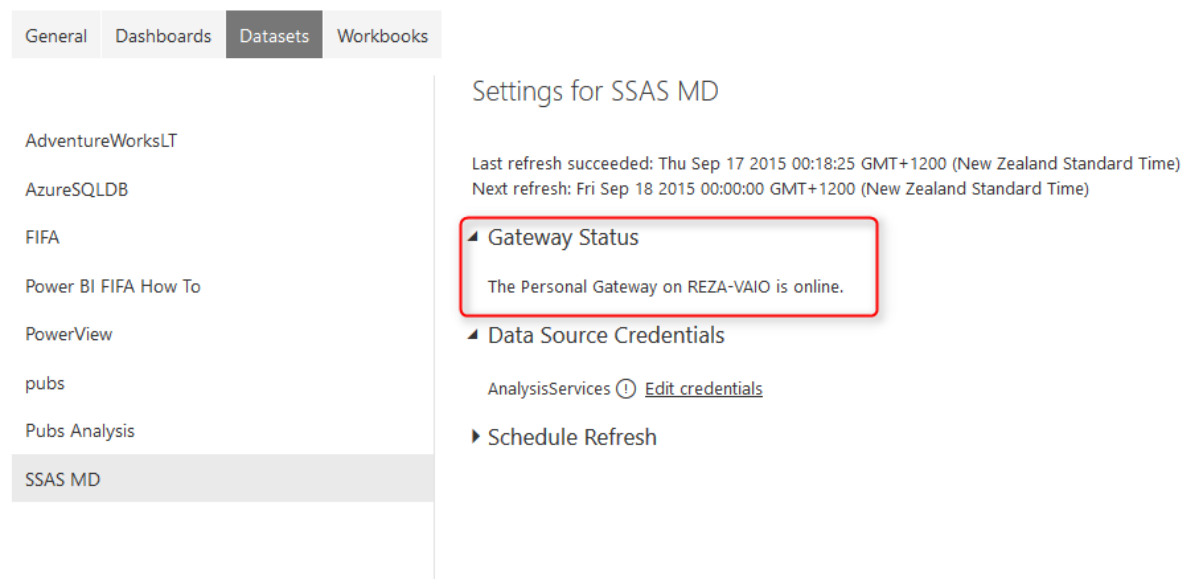 General Dashboards Datasets Workbooks
AdventureWorksLT
AzureSQLDB
FIFA
Power BI FIFA How To
PowerView
pubs
Pubs Analysis
SSAS MD
Settings for SSAS MD
Last refresh succeeded: Thu Sep 17 2015 00:18:25 GMT+1200 (New Zealand Standard Time)
Next refresh: Fri Sep 18 2015 00:00:00 GMT+1200 (New Zealand Standard Time)
Gateway Status
The Personal Gateway on REZA-VAIO is online.
Data Source Credentials
AnalysisServices Edit credentials
Schedule Refresh